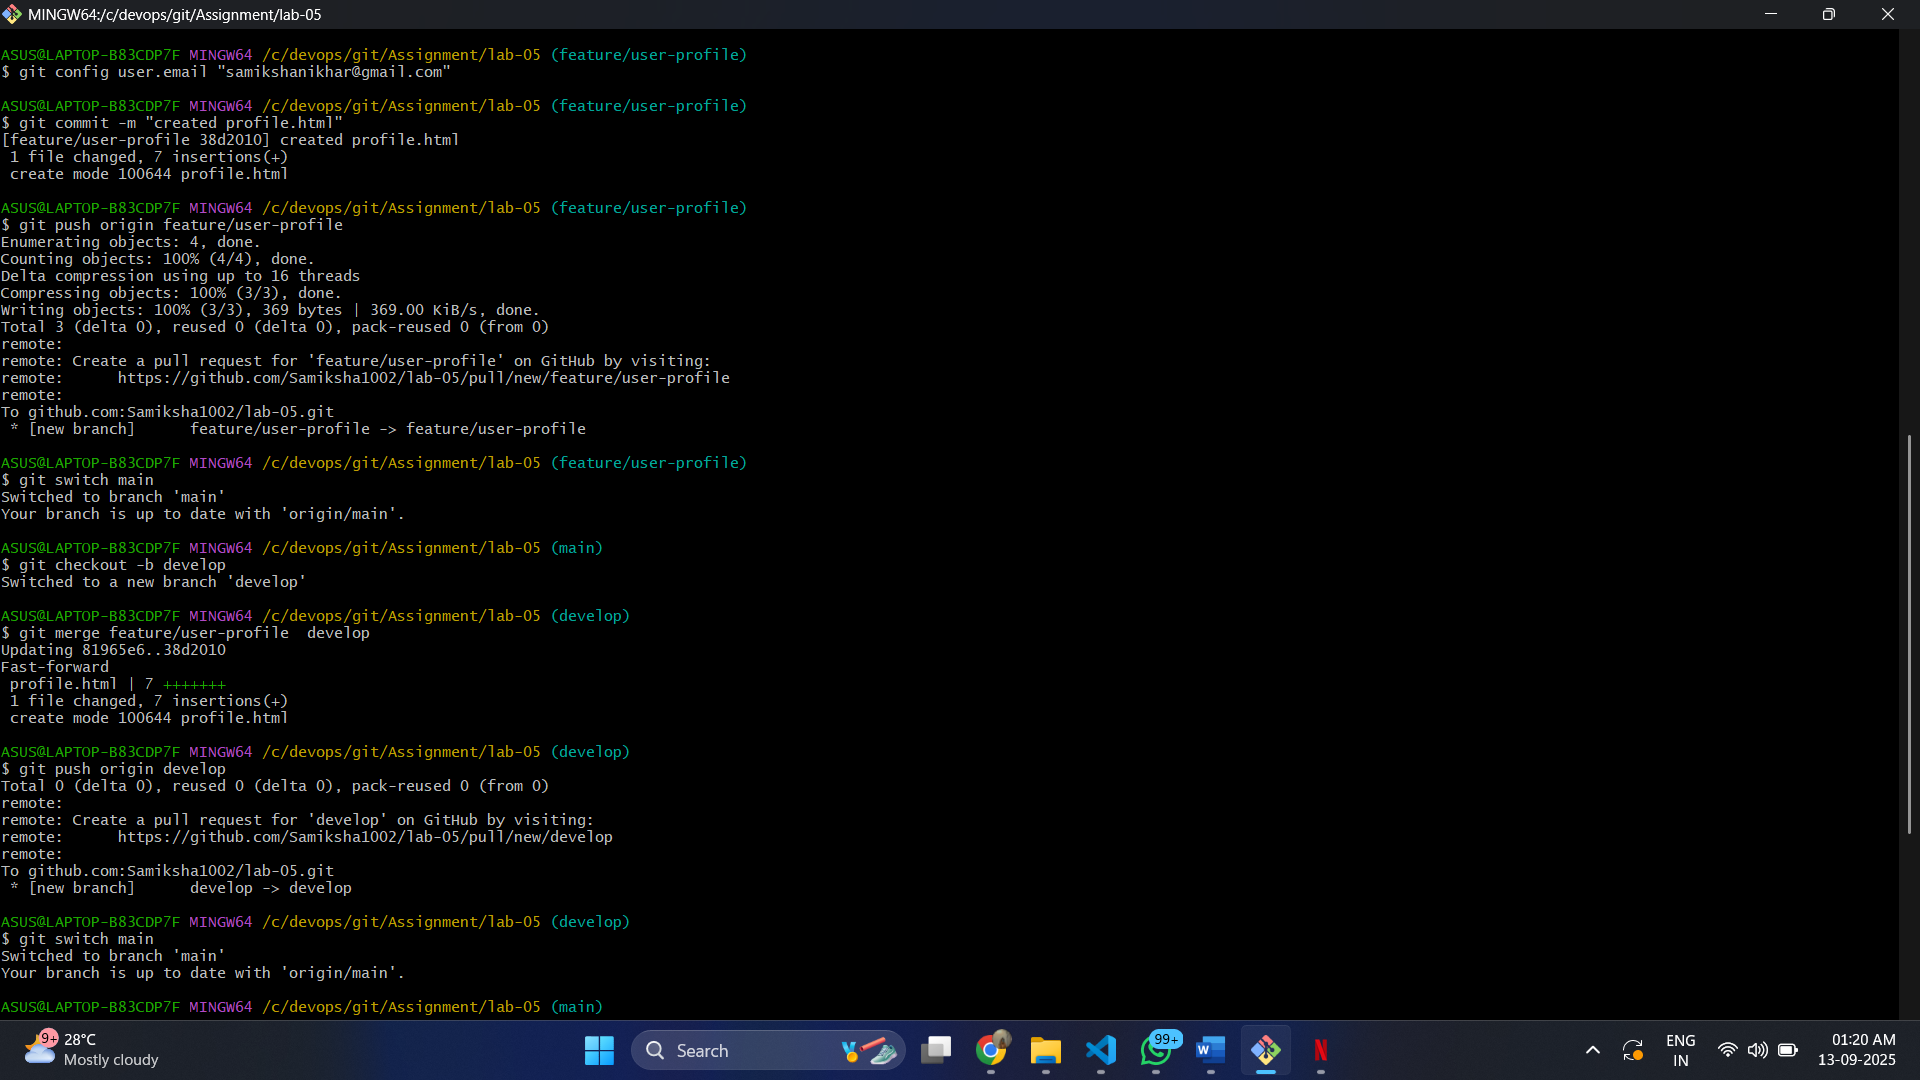 MINGW64:/c/devops/git/Assignment/lab-05
ASUS@LAPTOP-B83CDP7F MINGW64 /c/devops/git/Assignment/lab-05 (feature/user-profile)
$ git config user.email "samikshanikhar@gmail.com"
ASUS@LAPTOP-B83CDP7F MINGW64 /c/devops/git/Assignment/lab-05 (feature/user-profile)
$ git commit -m "created profile.html"
[feature/user-profile 38d2010] created profile.html
 1 file changed, 7 insertions(+)
 create mode 100644 profile.html
ASUS@LAPTOP-B83CDP7F MINGW64 /c/devops/git/Assignment/lab-05 (feature/user-profile)
$ git push origin feature/user-profile
Enumerating objects: 4, done.
Counting objects: 100% (4/4), done.
Delta compression using up to 16 threads
Compressing objects: 100% (3/3), done.
Writing objects: 100% (3/3), 369 bytes | 369.00 KiB/s, done.
Total 3 (delta 0), reused 0 (delta 0), pack-reused 0 (from 0)
remote:
remote: Create a pull request for 'feature/user-profile' on GitHub by visiting:
remote:      https://github.com/Samiksha1002/lab-05/pull/new/feature/user-profile
remote:
To github.com:Samiksha1002/lab-05.git
 * [new branch]      feature/user-profile -> feature/user-profile
ASUS@LAPTOP-B83CDP7F MINGW64 /c/devops/git/Assignment/lab-05 (feature/user-profile)
$ git switch main
Switched to branch 'main'
Your branch is up to date with 'origin/main'.
ASUS@LAPTOP-B83CDP7F MINGW64 /c/devops/git/Assignment/lab-05 (main)
$ git checkout -b develop
Switched to a new branch 'develop'
ASUS@LAPTOP-B83CDP7F MINGW64 /c/devops/git/Assignment/lab-05 (develop)
$ git merge feature/user-profile  develop
Updating 81965e6..38d2010
Fast-forward
 profile.html | 7 +++++++
 1 file changed, 7 insertions(+)
 create mode 100644 profile.html
ASUS@LAPTOP-B83CDP7F MINGW64 /c/devops/git/Assignment/lab-05 (develop)
$ git push origin develop
Total 0 (delta 0), reused 0 (delta 0), pack-reused 0 (from 0)
remote:
remote: Create a pull request for 'develop' on GitHub by visiting:
remote:      https://github.com/Samiksha1002/lab-05/pull/new/develop
remote:
To github.com:Samiksha1002/lab-05.git
 * [new branch]      develop -> develop
ASUS@LAPTOP-B83CDP7F MINGW64 /c/devops/git/Assignment/lab-05 (develop)
$ git switch main
Switched to branch 'main'
Your branch is up to date with 'origin/main'.
ASUS@LAPTOP-B83CDP7F MINGW64 /c/devops/git/Assignment/lab-05 (main)
9+
28°C
Mostly cloudy
Search
99+
W
N
ENG
IN
01:20 AM
13-09-2025